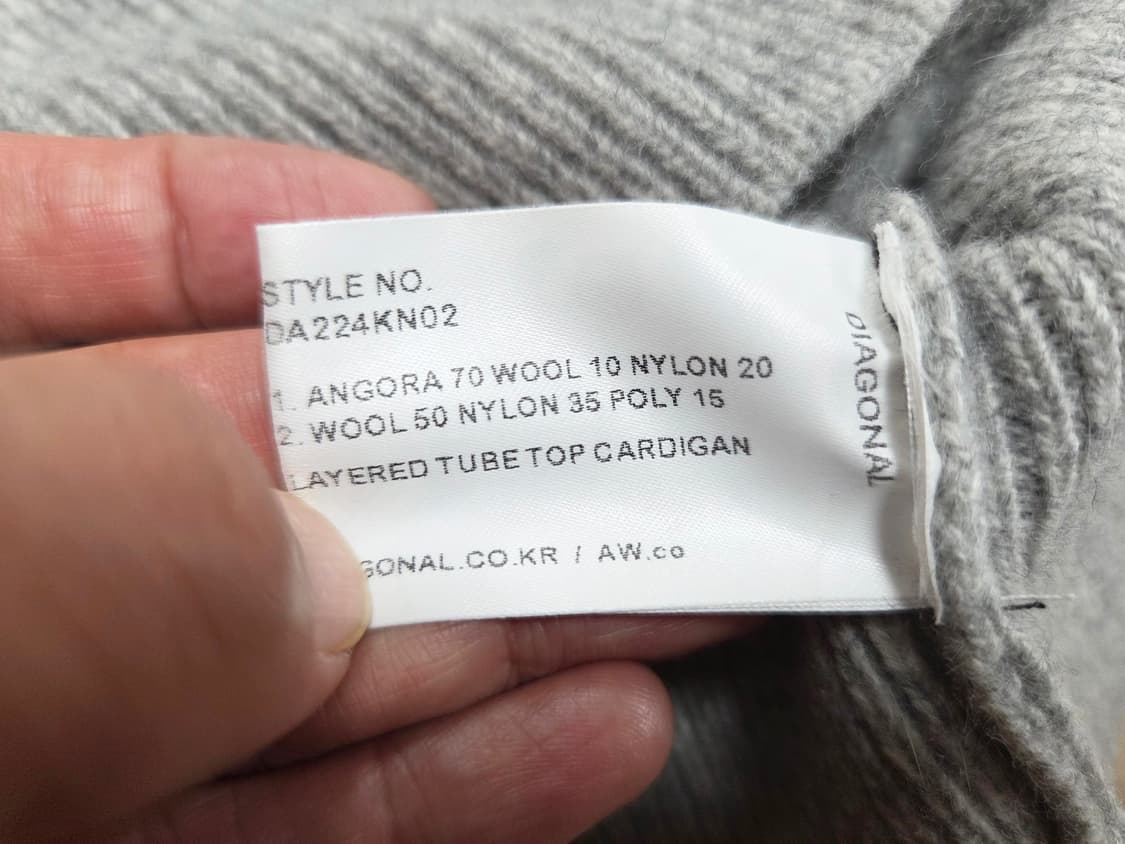 STYLE NO.
DA224KN02
1. ANGORA 70 WOOL 10 NYLON 20
2. WOOL 50 NYLON 35 POLY 15
LAYERED TUBE TOP CARDIGAN
GONAL.CO.KR / AW.co
DIAGONAL